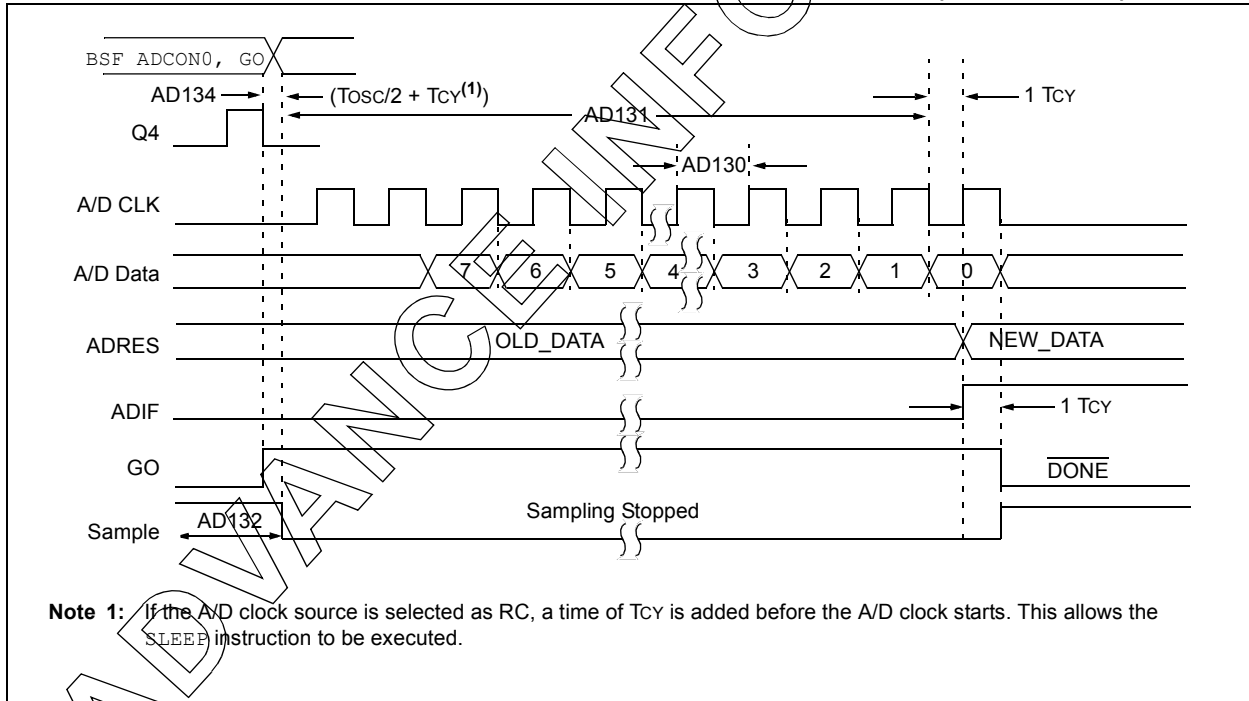 BSF ADCON0, GO
AD134
(TOSC/2 + TCY(1))
1 TCY
AD131
Q4
AD130
A/D CLK
A/D Data
7 6 5 4 3 2 1 0
ADRES
OLD_DATA
NEW_DATA
ADIF
1 TCY
GO
DONE
Sample
AD132
Sampling Stopped
Note 1: If the A/D clock source is selected as RC, a time of TCY is added before the A/D clock starts. This allows the
SLEEP instruction to be executed.
ADVANCE INFO